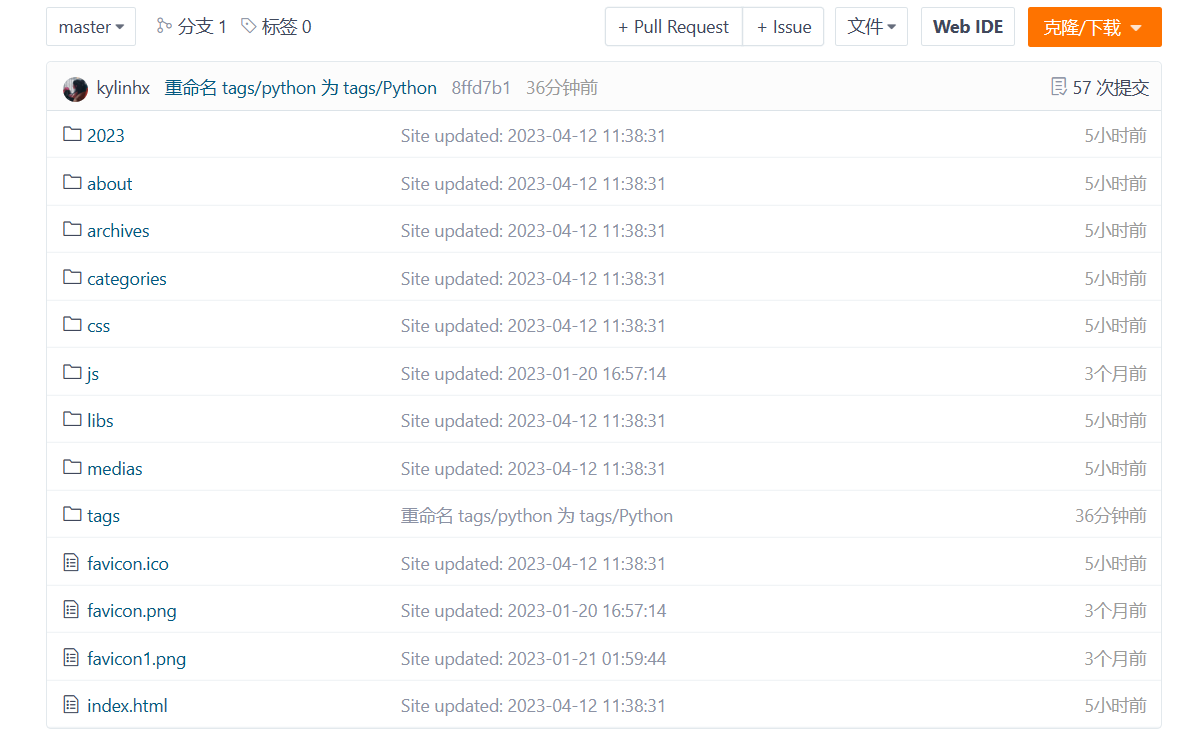 master 分支 1 标签 0 + Pull Request + Issue 文件 Web IDE 克隆/下载
kylinhx 重命名 tags/python 为 tags/Python 8ffd7b1 36分钟前 57 次提交
2023 Site updated: 2023-04-12 11:38:31 5小时前
about Site updated: 2023-04-12 11:38:31 5小时前
archives Site updated: 2023-04-12 11:38:31 5小时前
categories Site updated: 2023-04-12 11:38:31 5小时前
css Site updated: 2023-04-12 11:38:31 5小时前
js Site updated: 2023-01-20 16:57:14 3个月前
libs Site updated: 2023-04-12 11:38:31 5小时前
medias Site updated: 2023-04-12 11:38:31 5小时前
tags 重命名 tags/python 为 tags/Python 36分钟前
favicon.ico Site updated: 2023-04-12 11:38:31 5小时前
favicon.png Site updated: 2023-01-20 16:57:14 3个月前
favicon1.png Site updated: 2023-01-21 01:59:44 3个月前
index.html Site updated: 2023-04-12 11:38:31 5小时前